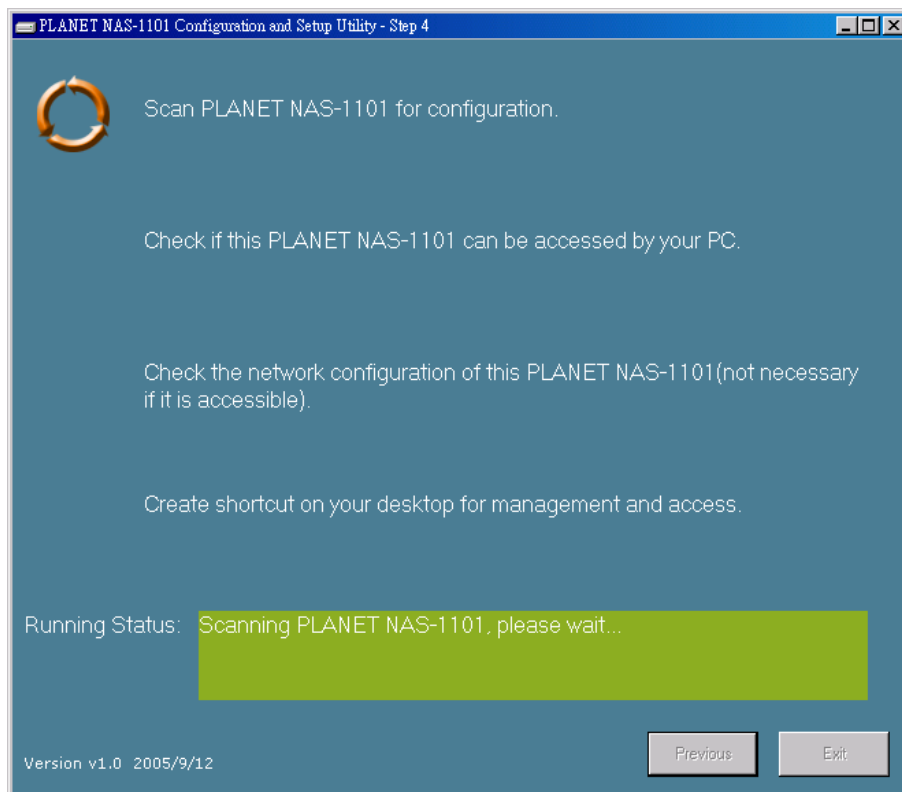 PLANET NAS-1101 Configuration and Setup Utility - Step 4
Scan PLANET NAS-1101 for configuration.
Check if this PLANET NAS-1101 can be accessed by your PC.
Check the network configuration of this PLANET NAS-1101(not necessary
if it is accessible).
Create shortcut on your desktop for management and access.
Running Status: Scanning PLANET NAS-1101, please wait...
Previous Exit
Version v1.0 2005/9/12